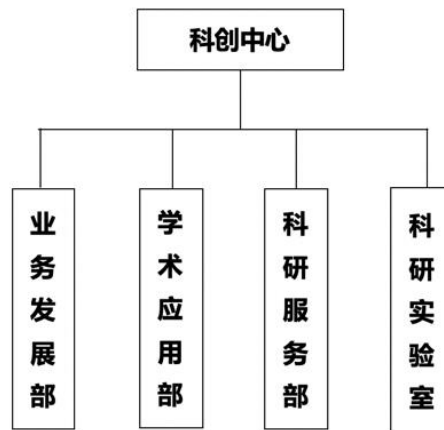 科创中心
业务发展部
学术应用部
科研服务部
科研实验室